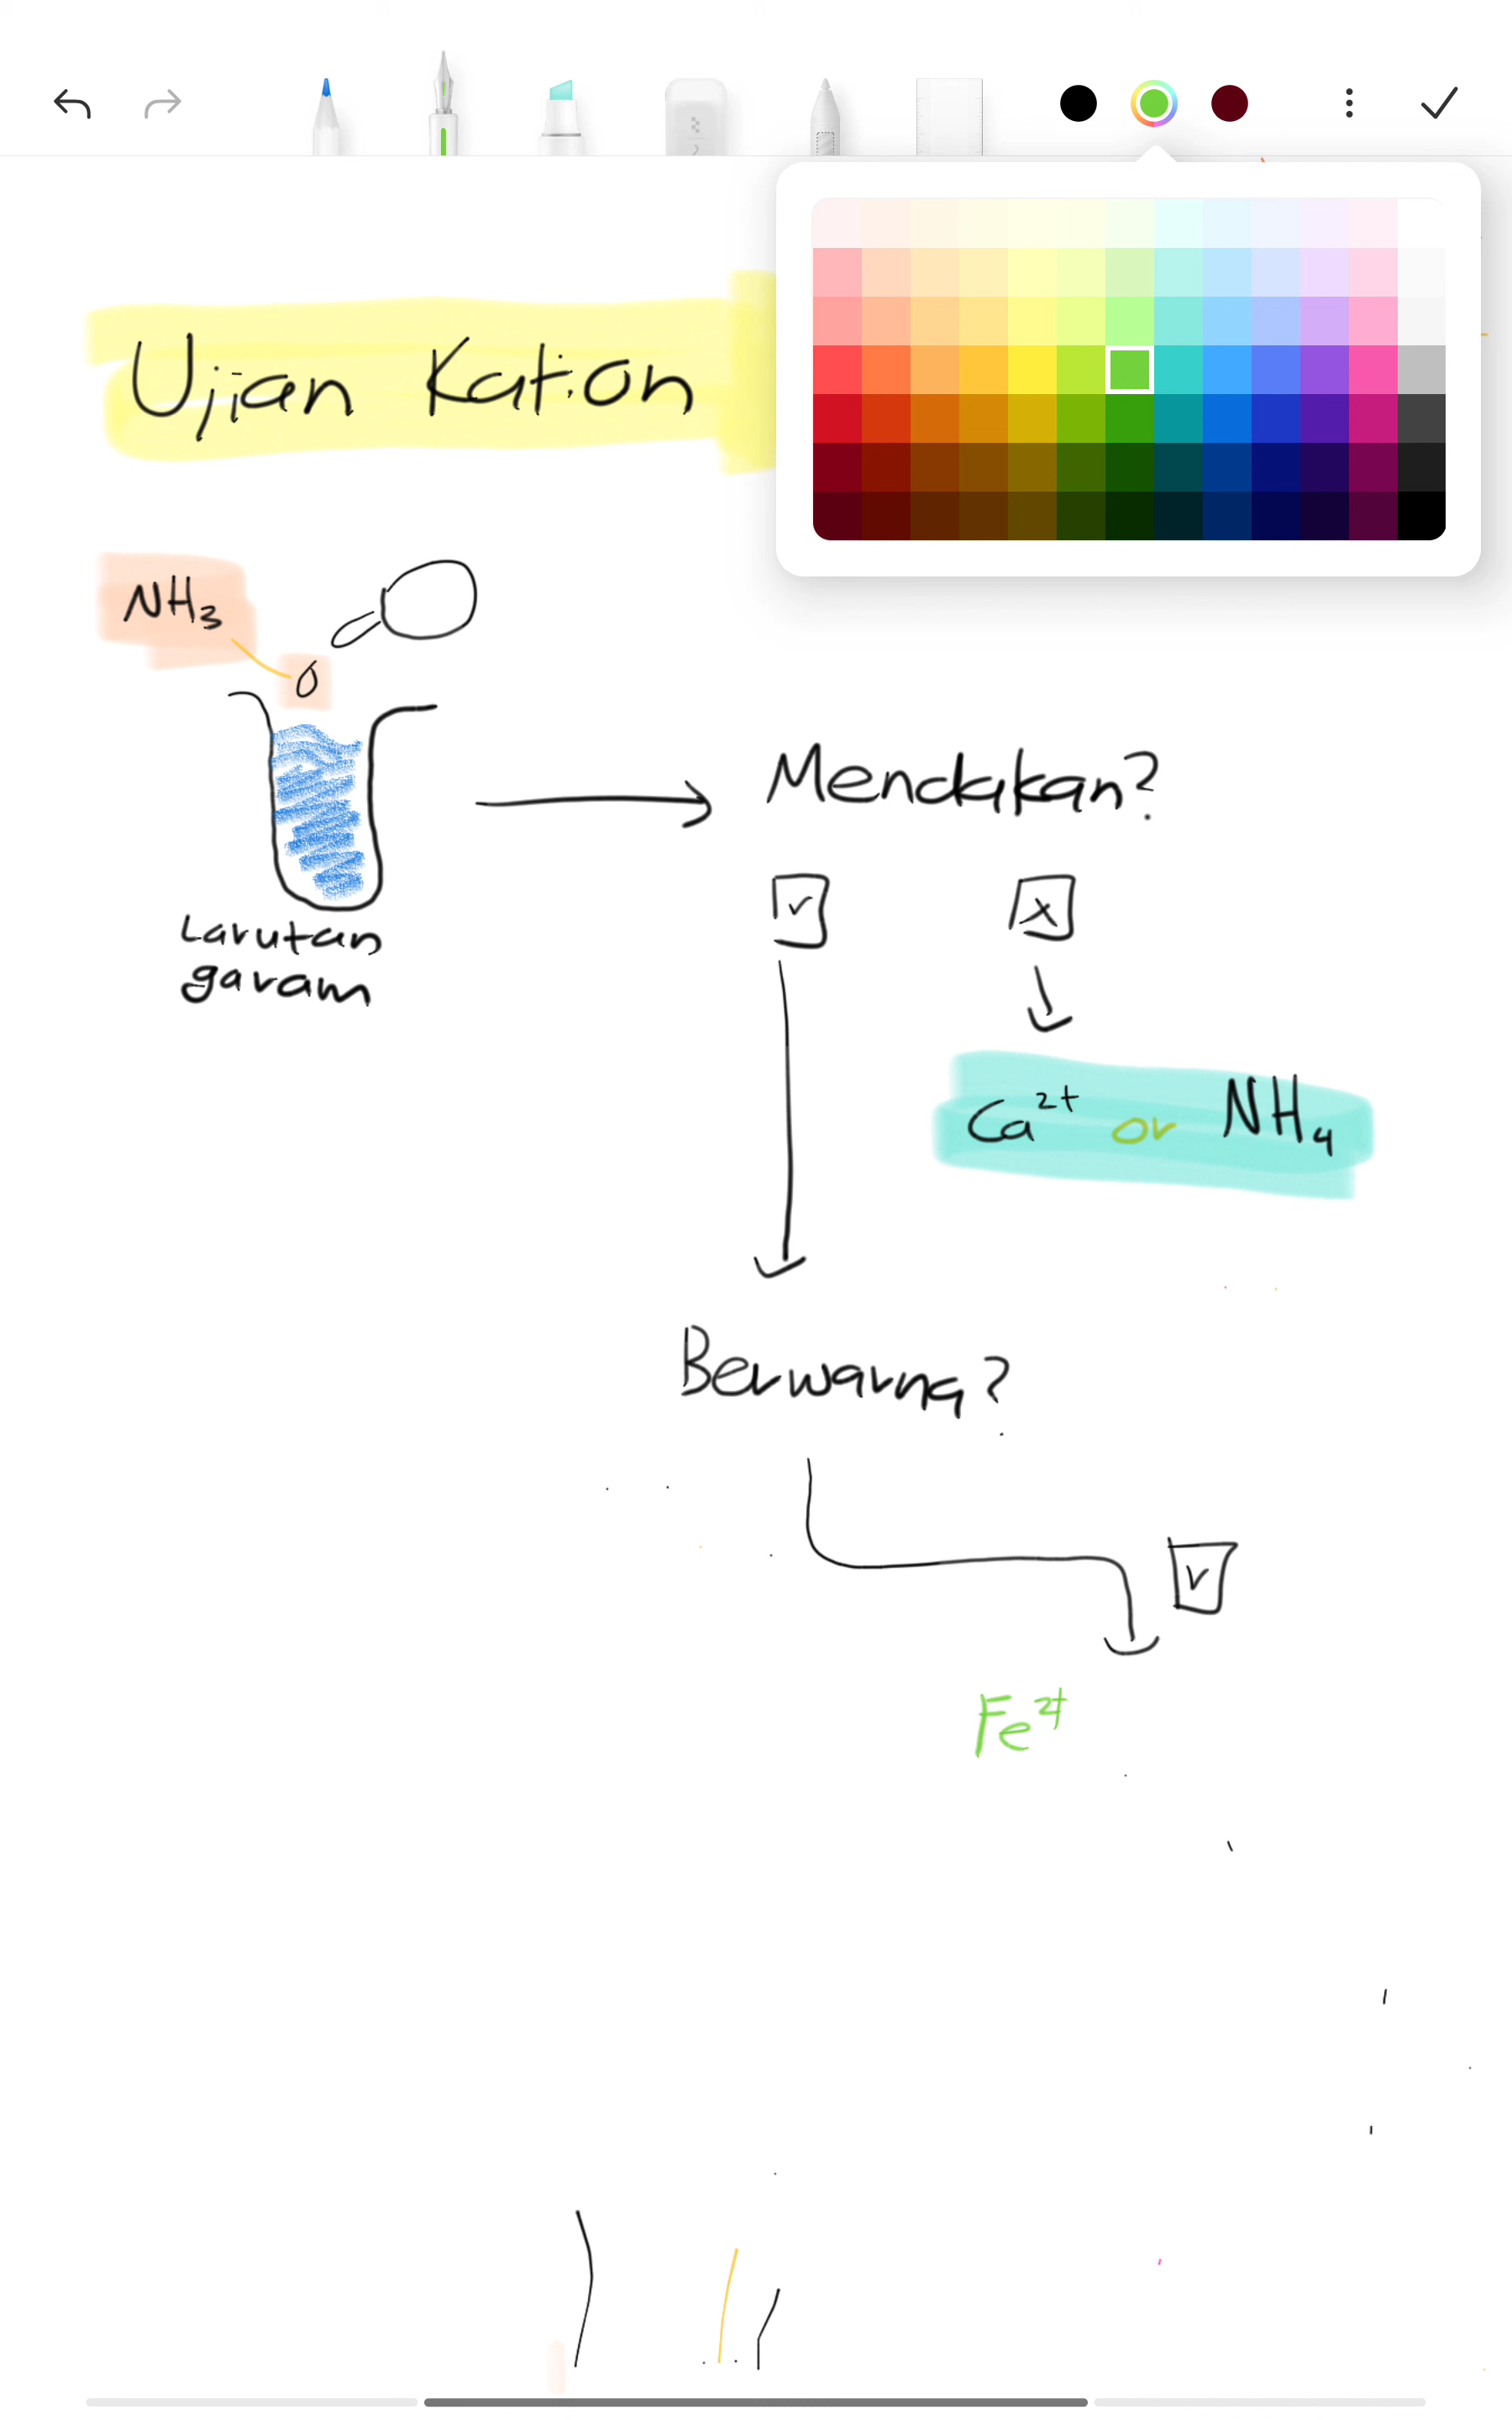 Ujian Kation
NH₃
Larutan
garam
Mendakan?
Ca²⁺ or NH₄
Berwarna?
Fe²⁺